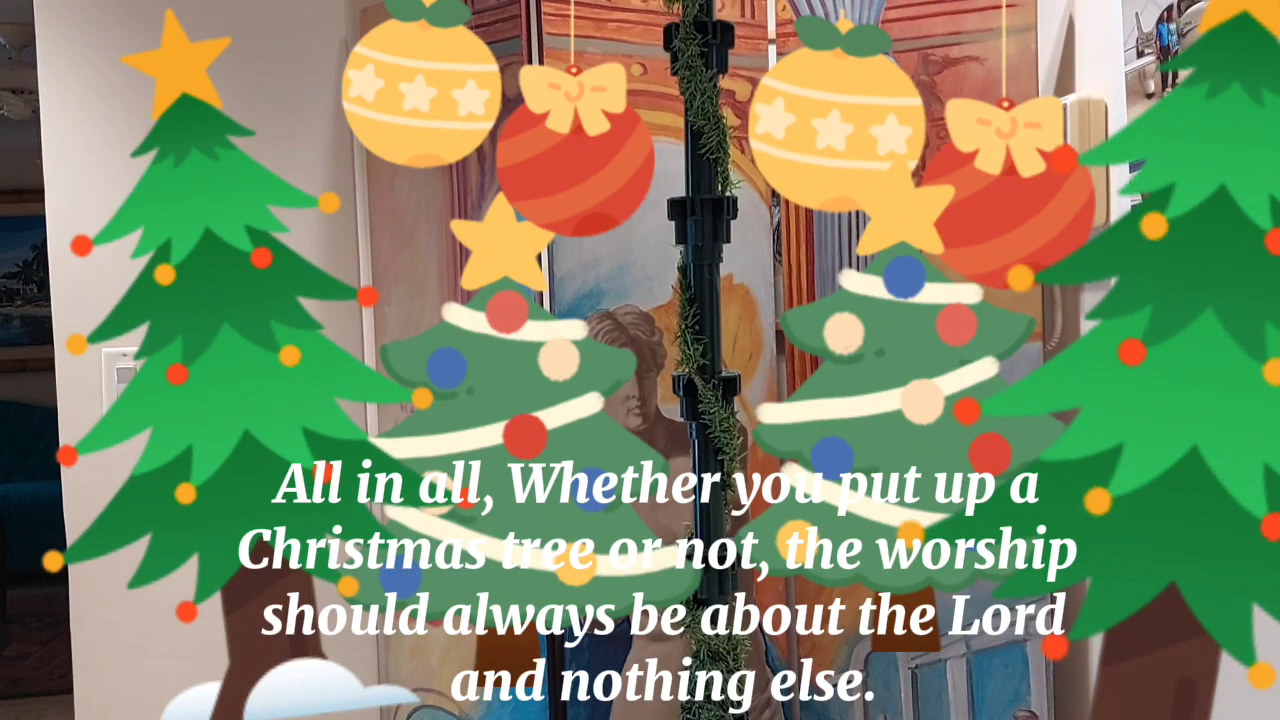 All in all, Whether you put up a
Christmas tree or not, the worship
should always be about the Lord
and nothing else.